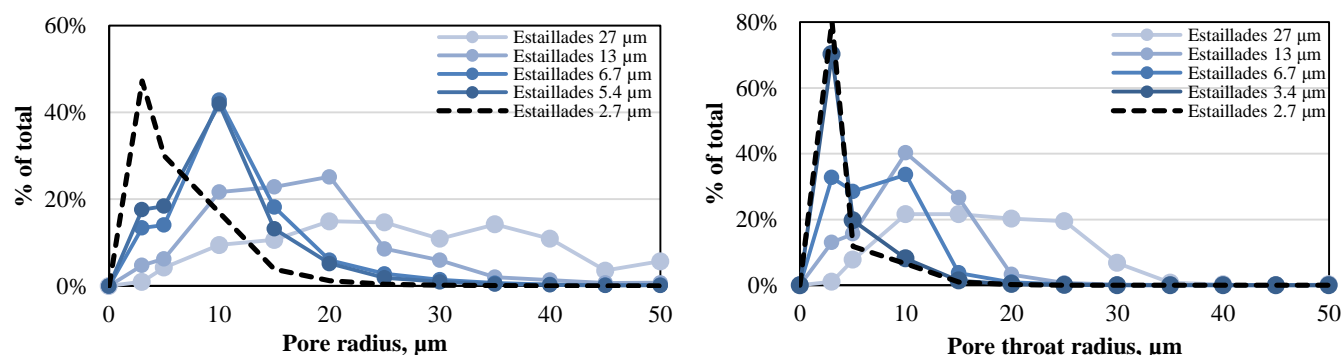 60%
40%
20%
0%
% of total
0 10 20 30 40 50
Pore radius, µm
Estaillades 27 µm
Estaillades 13 µm
Estaillades 6.7 µm
Estaillades 5.4 µm
Estaillades 2.7 µm
80%
60%
40%
20%
0%
% of total
0 10 20 30 40 50
Pore throat radius, µm
Estaillades 27 µm
Estaillades 13 µm
Estaillades 6.7 µm
Estaillades 3.4 µm
Estaillades 2.7 µm